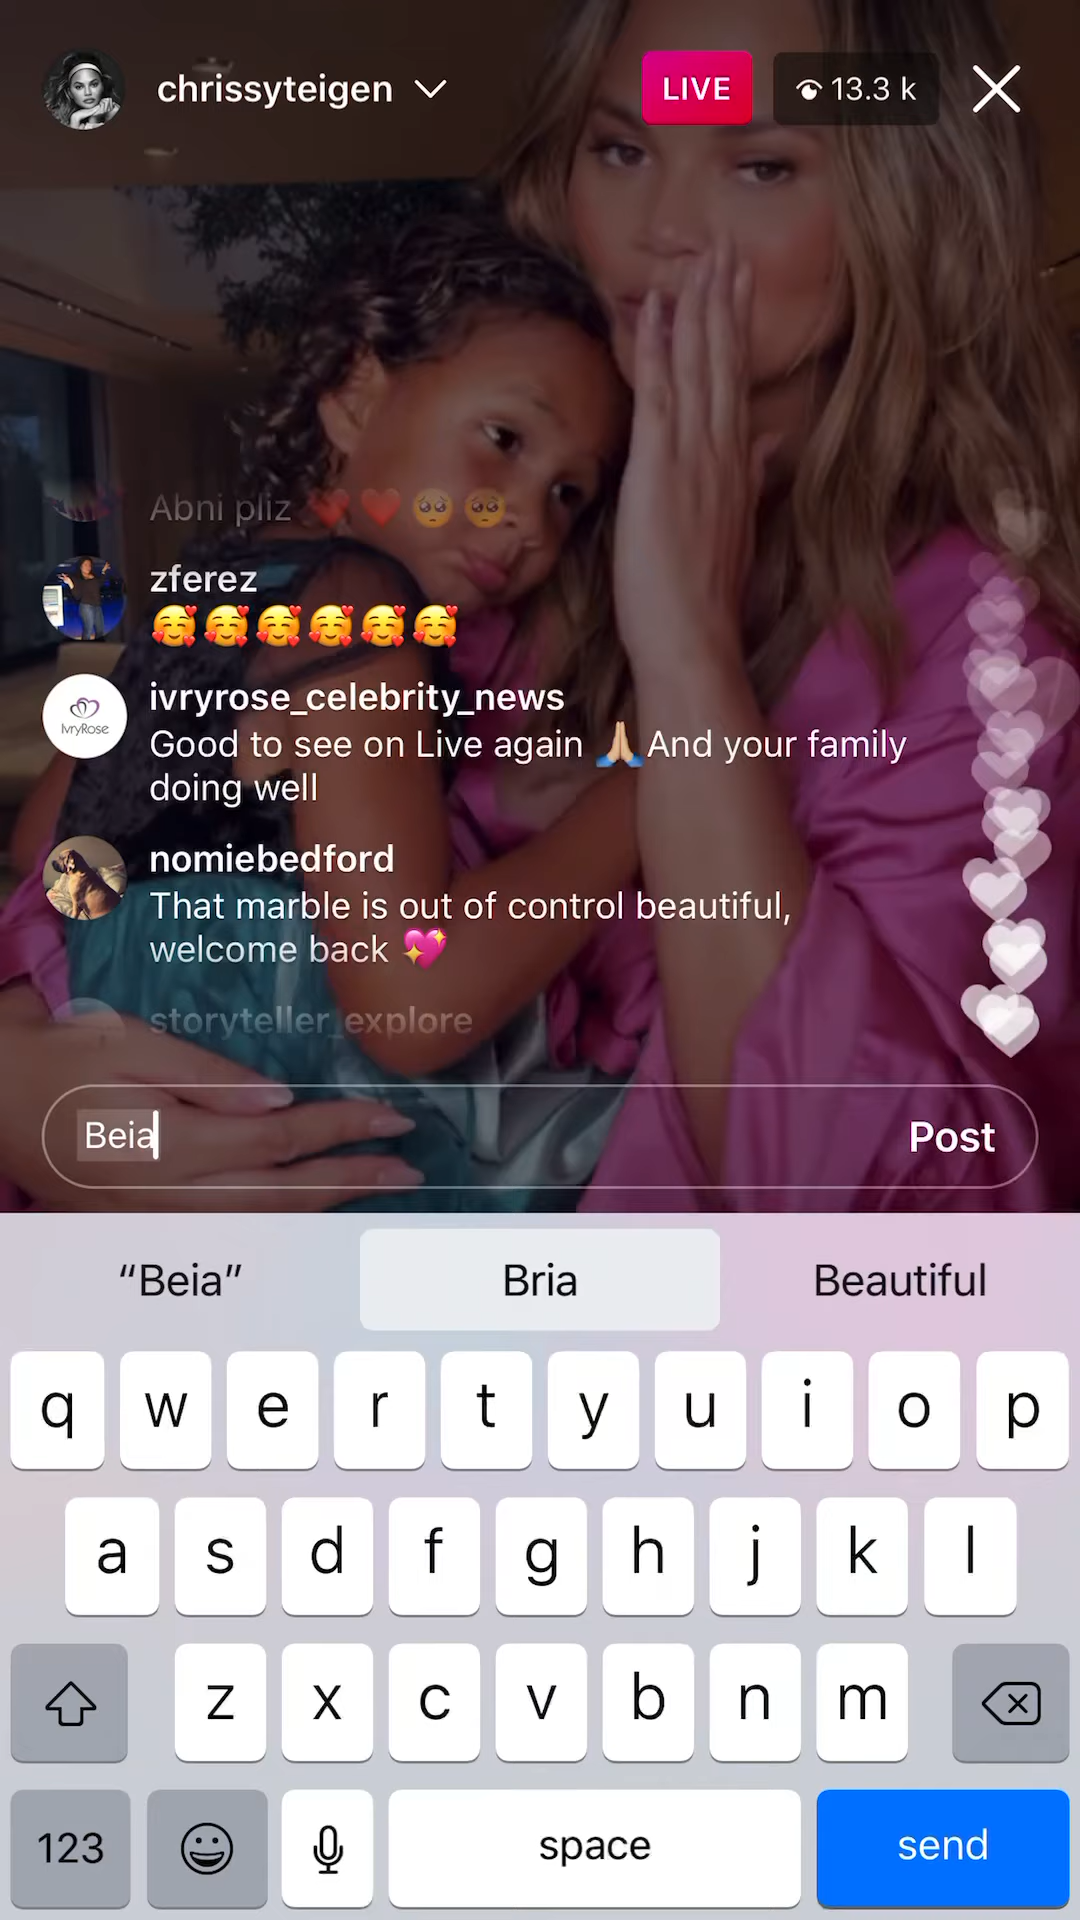 chrissyteigen
LIVE
13.3 k
Abni pliz ❤️ ❤️ 🥺 🥺
zferez
🥰🥰🥰🥰🥰🥰
ivryrose_celebrity_news
IvryRose
Good to see on Live again 🙏🏼And your family
doing well
nomiebedford
That marble is out of control beautiful,
welcome back 💖
storyteller_explore
Beia
Post
“Beia”
Bria
Beautiful
q w e r t y u i o p
a s d f g h j k l
z x c v b n m
123
space
send